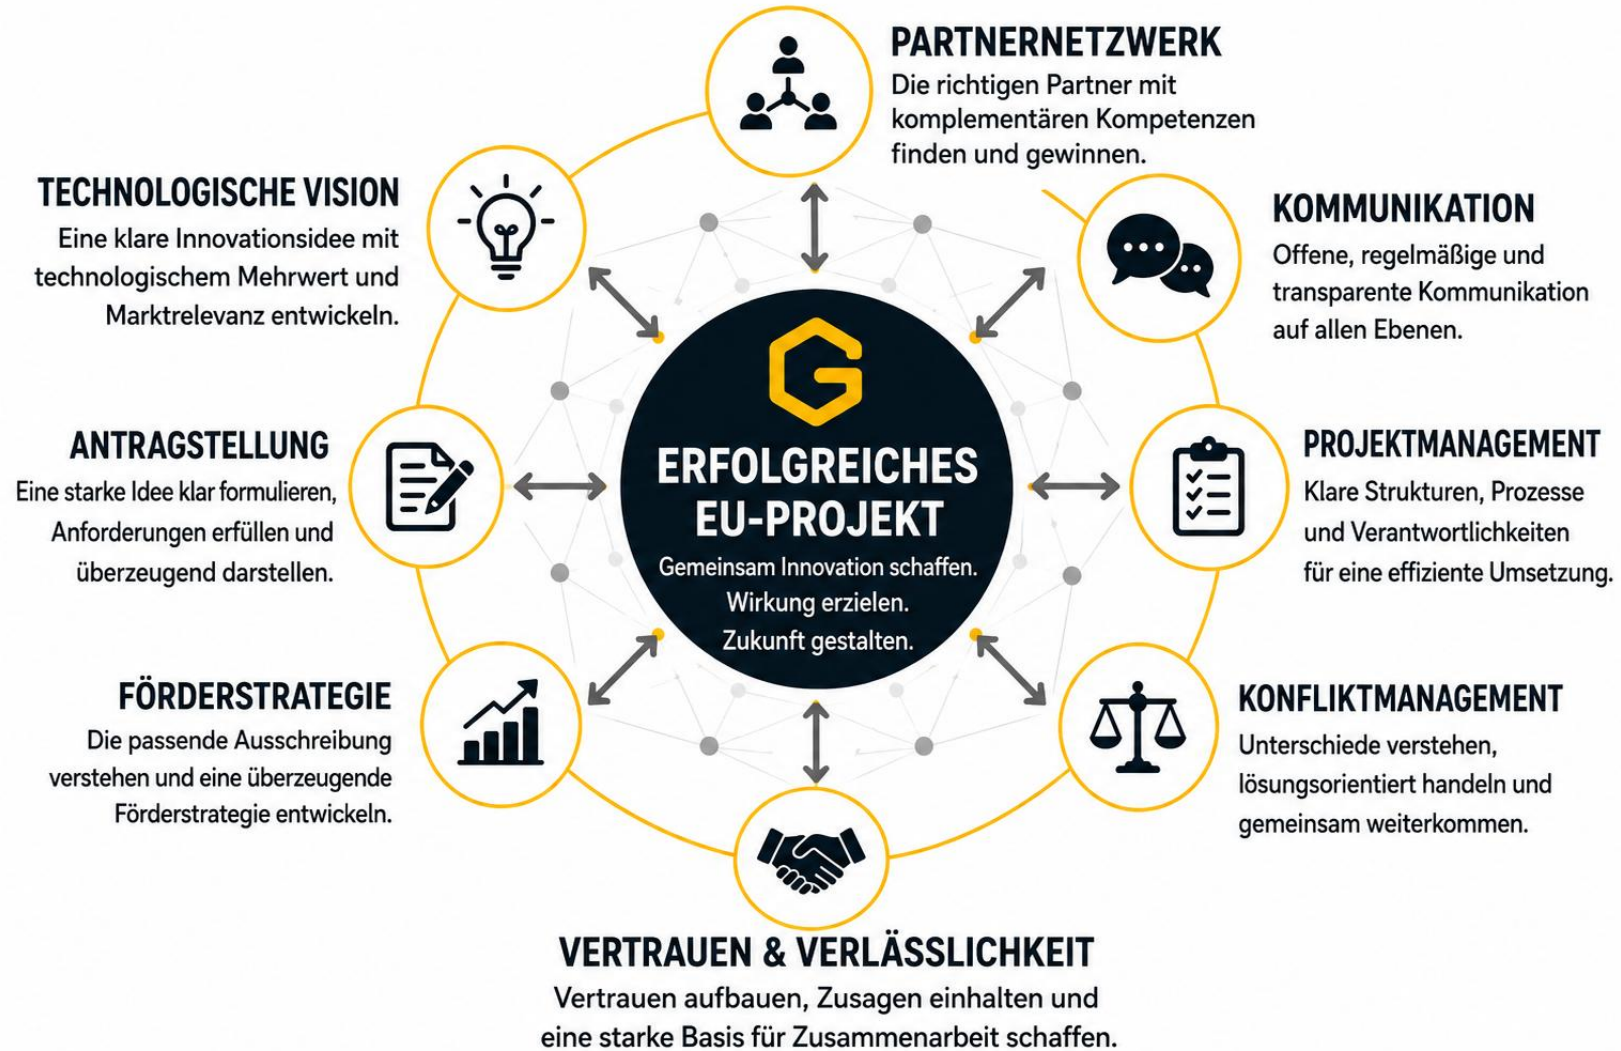 PARTNERNETZWERK
Die richtigen Partner mit
komplementären Kompetenzen
finden und gewinnen.
TECHNOLOGISCHE VISION
Eine klare Innovationsidee mit
technologischem Mehrwert und
Marktrelevanz entwickeln.
KOMMUNIKATION
Offene, regelmäßige und
transparente Kommunikation
auf allen Ebenen.
ANTRAGSTELLUNG
Eine starke Idee klar formulieren,
Anforderungen erfüllen und
überzeugend darstellen.
G
ERFOLGREICHES
EU-PROJEKT
Gemeinsam Innovation schaffen.
Wirkung erzielen.
Zukunft gestalten.
PROJEKTMANAGEMENT
Klare Strukturen, Prozesse
und Verantwortlichkeiten
für eine effiziente Umsetzung.
FÖRDERSTRATEGIE
Die passende Ausschreibung
verstehen und eine überzeugende
Förderstrategie entwickeln.
KONFLIKTMANAGEMENT
Unterschiede verstehen,
lösungsorientiert handeln und
gemeinsam weiterkommen.
VERTRAUEN & VERLÄSSLICHKEIT
Vertrauen aufbauen, Zusagen einhalten und
eine starke Basis für Zusammenarbeit schaffen.